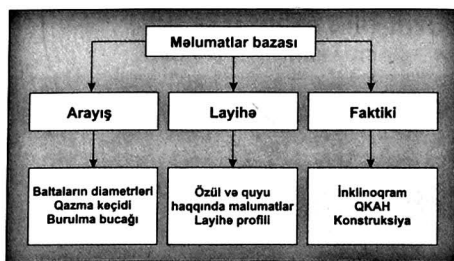 Məlumatlar bazası
Arayış
Layihə
Faktiki
Baltaların diametrləri
Qazma keçidi
Burulma bucağı
Özül və quyu
haqqında malumatlar
Layihə profili
İnklinoqram
QKAH
Konstruksiya